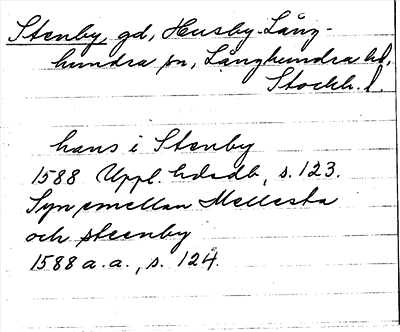 Stenby, gd, Husby-Lång-
hundra sn, Långhundra hd,
Stockh. l.
hans i Stenby
1588 Uppl. hdsdb, s. 123.
Syn emellan Mellesta
och steenby
1588 a. a., s. 124.